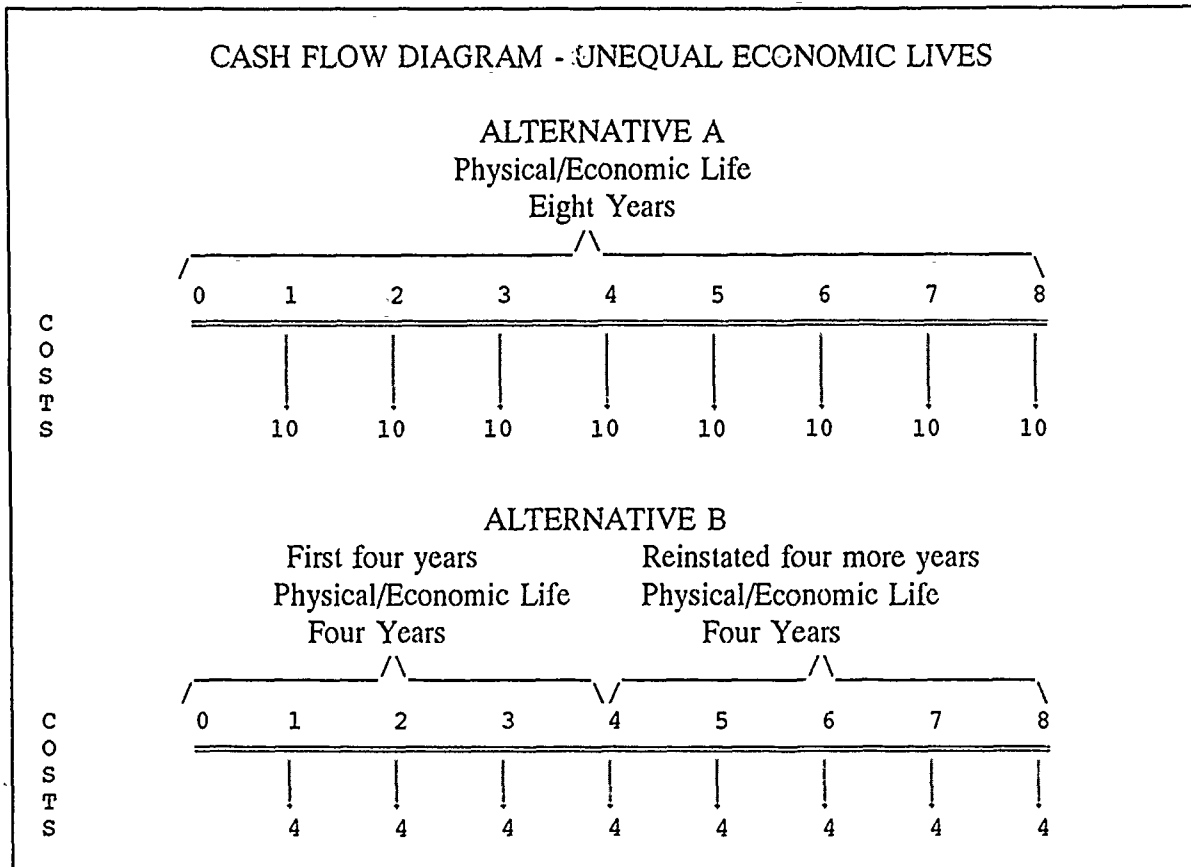 CASH FLOW DIAGRAM - UNEQUAL ECONOMIC LIVES
ALTERNATIVE A
Physical/Economic Life
Eight Years
0 1 2 3 4 5 6 7 8
COSTS
10 10 10 10 10 10 10 10
ALTERNATIVE B
First four years Reinstated four more years
Physical/Economic Life Physical/Economic Life
Four Years Four Years
0 1 2 3 4 5 6 7 8
COSTS
4 4 4 4 4 4 4 4